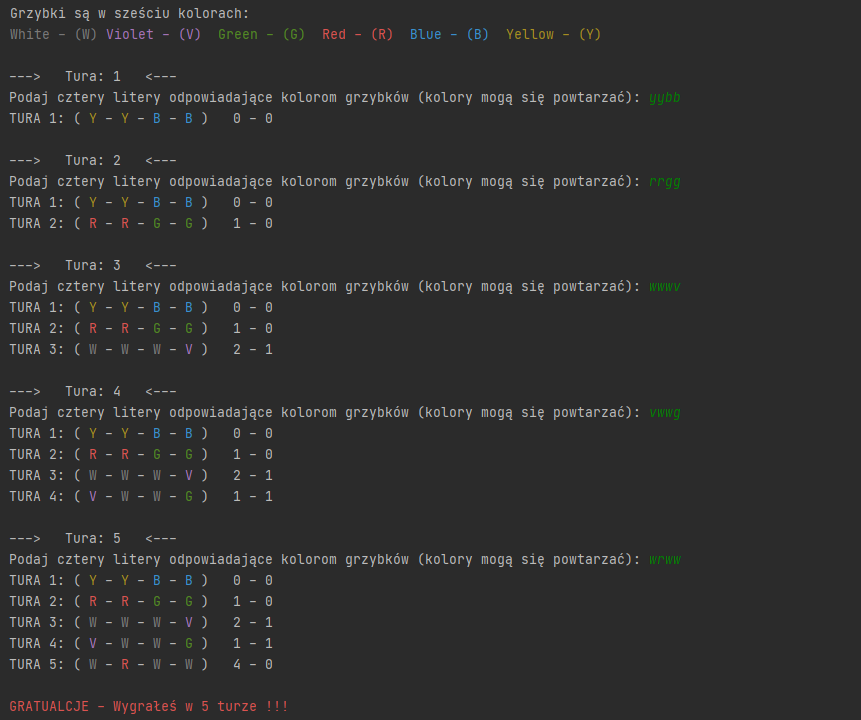 Grzybki są w sześciu kolorach:
White - (W) Violet - (V)  Green - (G)  Red - (R)  Blue - (B)  Yellow - (Y)
---->   Tura: 1   <---
Podaj cztery litery odpowiadające kolorom grzybków (kolory mogą się powtarzać): yybb
TURA 1: ( Y - Y - B - B )   0 - 0
---->   Tura: 2   <---
Podaj cztery litery odpowiadające kolorom grzybków (kolory mogą się powtarzać): rrgg
TURA 1: ( Y - Y - B - B )   0 - 0
TURA 2: ( R - R - G - G )   1 - 0
---->   Tura: 3   <---
Podaj cztery litery odpowiadające kolorom grzybków (kolory mogą się powtarzać): wwwv
TURA 1: ( Y - Y - B - B )   0 - 0
TURA 2: ( R - R - G - G )   1 - 0
TURA 3: ( W - W - W - V )   2 - 1
---->   Tura: 4   <---
Podaj cztery litery odpowiadające kolorom grzybków (kolory mogą się powtarzać): vwwg
TURA 1: ( Y - Y - B - B )   0 - 0
TURA 2: ( R - R - G - G )   1 - 0
TURA 3: ( W - W - W - V )   2 - 1
TURA 4: ( V - W - W - G )   1 - 1
---->   Tura: 5   <---
Podaj cztery litery odpowiadające kolorom grzybków (kolory mogą się powtarzać): wrww
TURA 1: ( Y - Y - B - B )   0 - 0
TURA 2: ( R - R - G - G )   1 - 0
TURA 3: ( W - W - W - V )   2 - 1
TURA 4: ( V - W - W - G )   1 - 1
TURA 5: ( W - R - W - W )   4 - 0
GRATUALCJE - Wygrałeś w 5 turze !!!